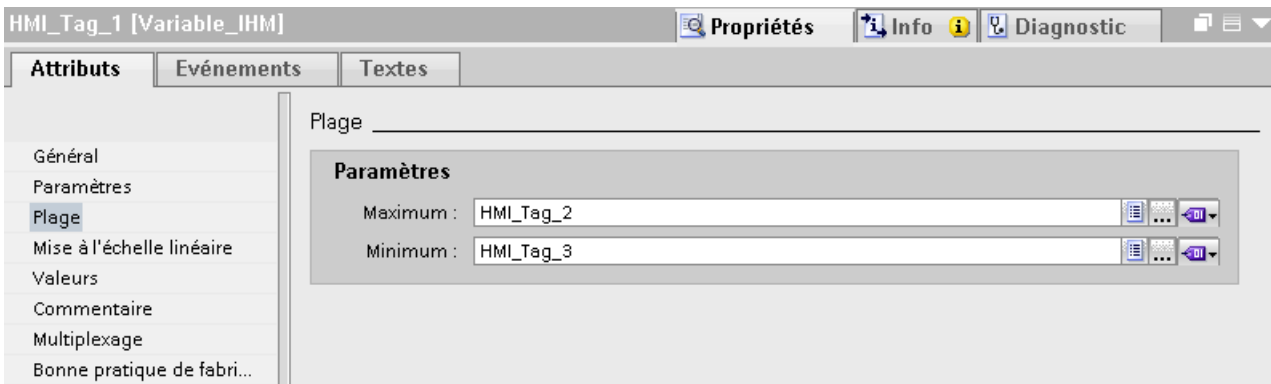 HMI_Tag_1 [Variable_IHM]
Propriétés
Info
Diagnostic
Attributs
Evénements
Textes
Plage
Général
Paramètres
Plage
Mise à l'échelle linéaire
Valeurs
Commentaire
Multiplexage
Bonne pratique de fabri...
Paramètres
Maximum : HMI_Tag_2
Minimum : HMI_Tag_3